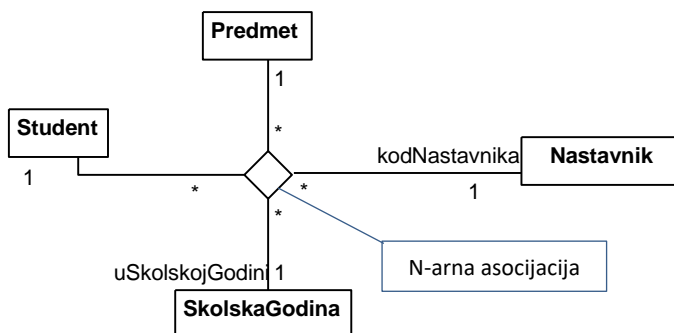 Predmet
1
*
Student
1
*
kodNastavnika
Nastavnik
*
1
*
uSkolskojGodini
1
SkolskaGodina
N-arna asocijacija